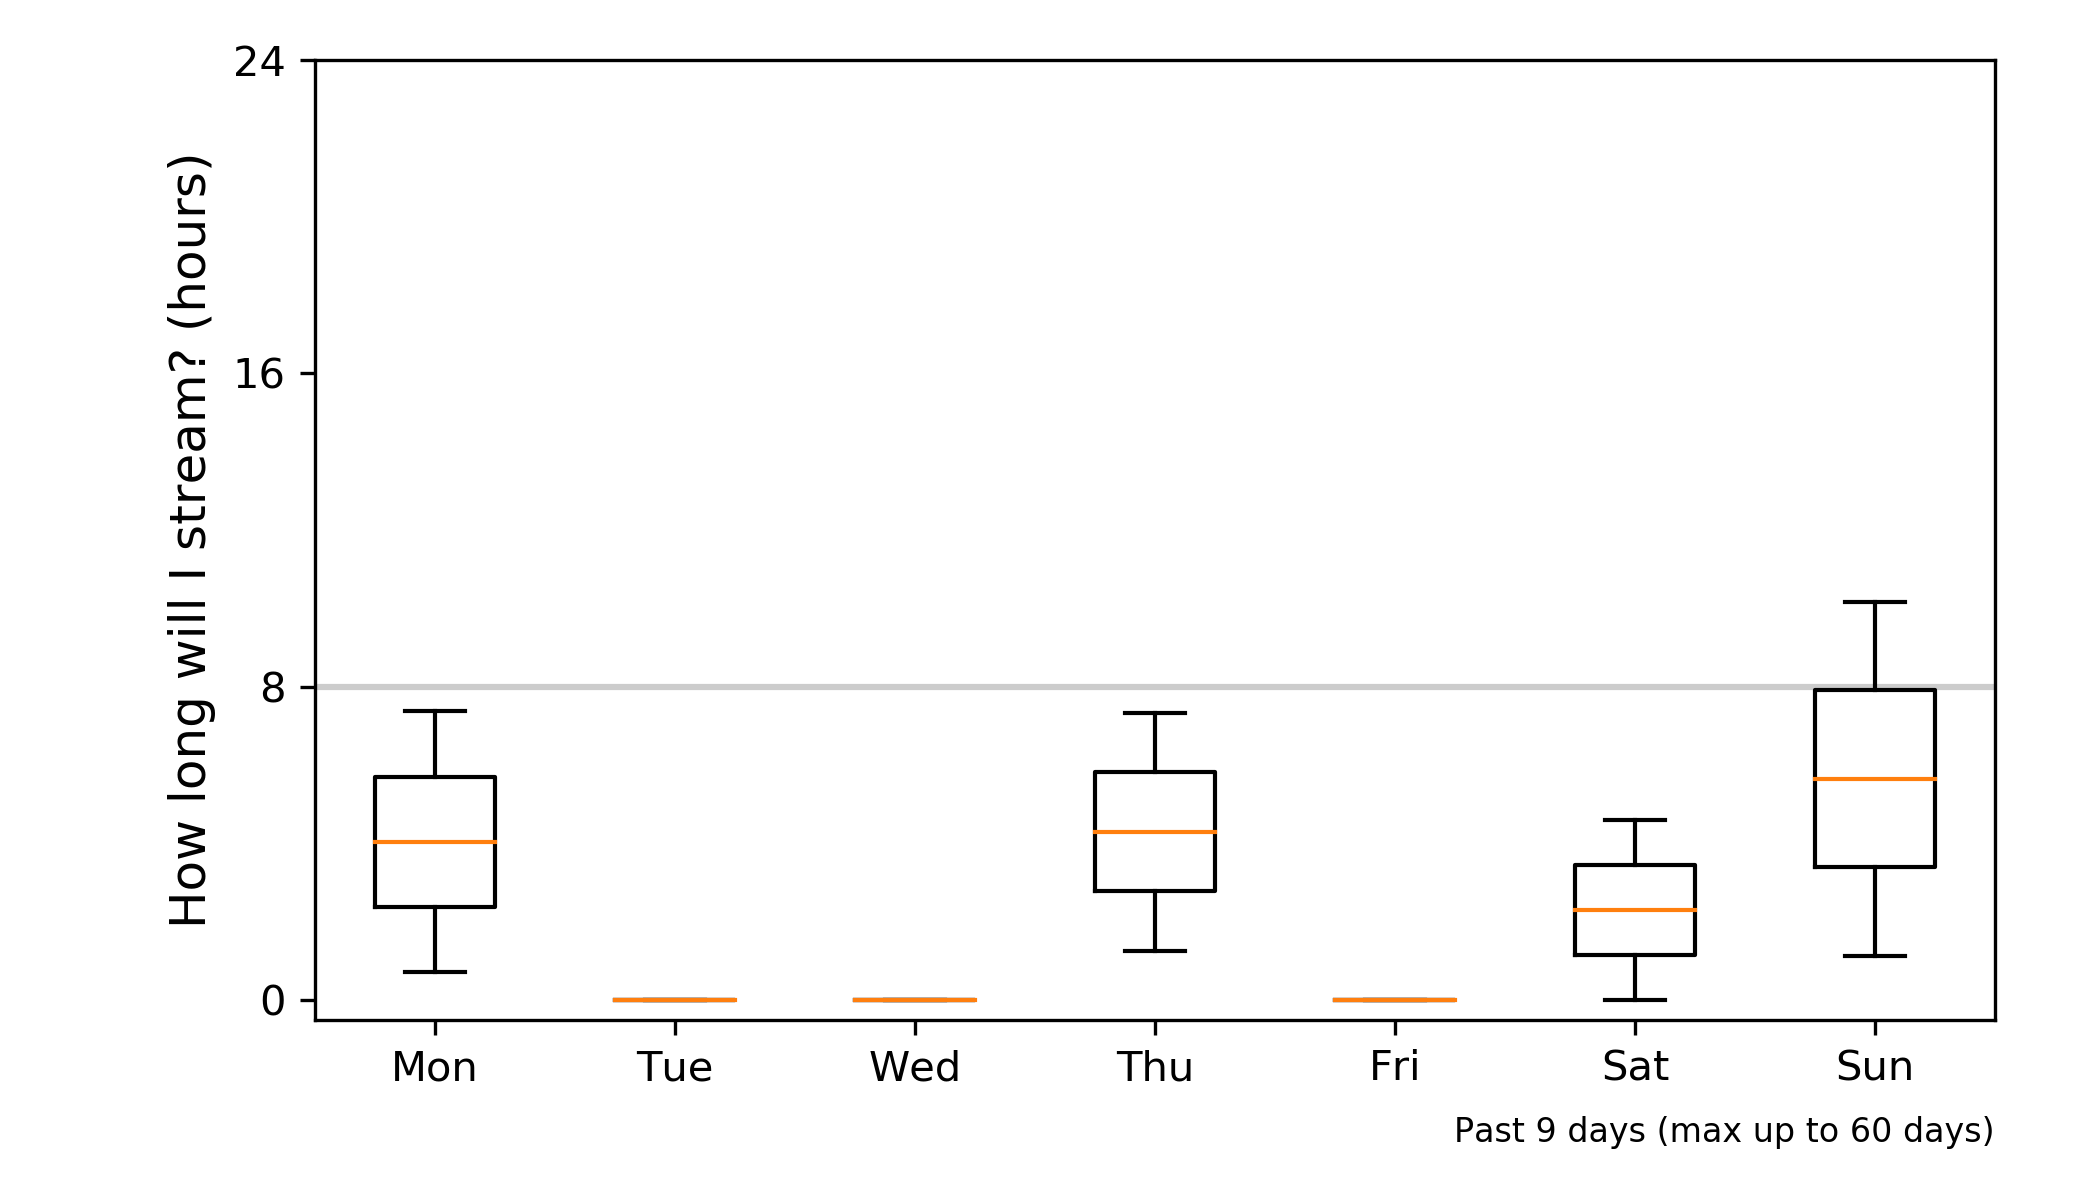 How long will I stream? (hours)
24
16
8
0
Mon Tue Wed Thu Fri Sat Sun
Past 9 days (max up to 60 days)